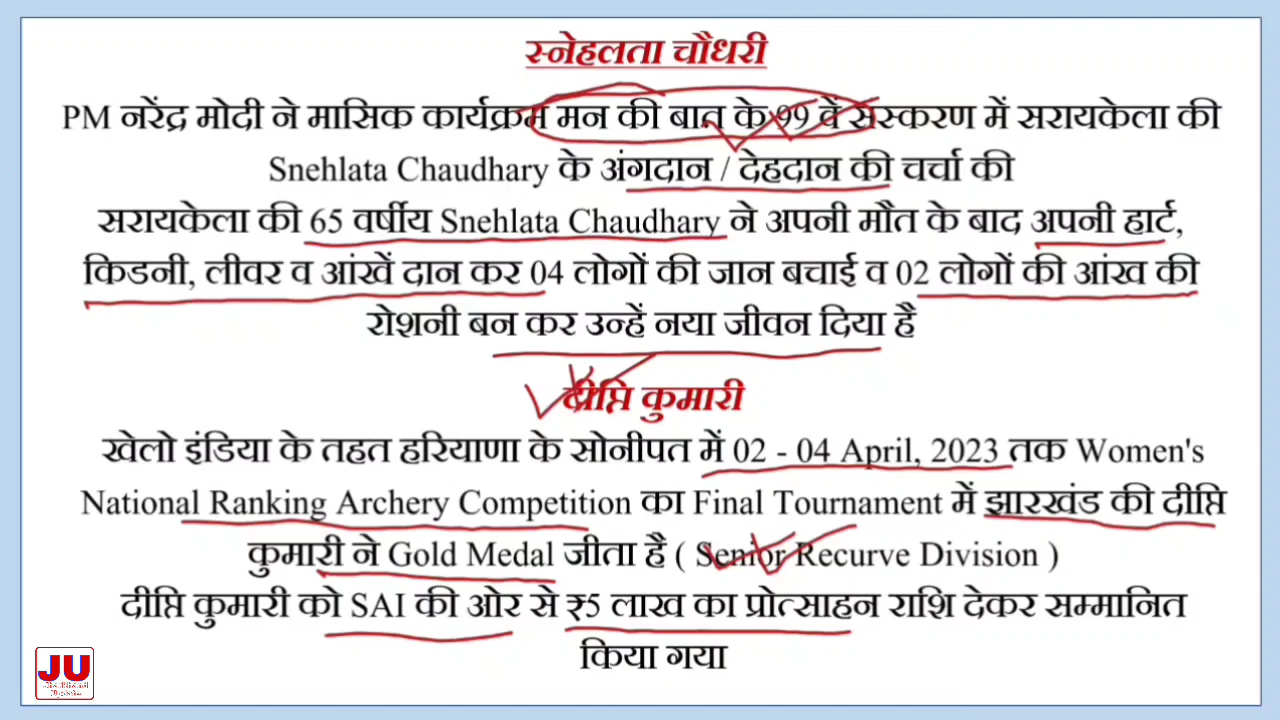 स्नेहलता चौधरी
PM नरेंद्र मोदी ने मासिक कार्यक्रम मन की बात के 99 वें संस्करण में सरायकेला की
Snehlata Chaudhary के अंगदान / देहदान की चर्चा की
सरायकेला की 65 वर्षीय Snehlata Chaudhary ने अपनी मौत के बाद अपनी हार्ट,
किडनी, लीवर व आंखें दान कर 04 लोगों की जान बचाई व 02 लोगों की आंख की
रोशनी बन कर उन्हें नया जीवन दिया है
दीप्ति कुमारी
खेलो इंडिया के तहत हरियाणा के सोनीपत में 02 - 04 April, 2023 तक Women's
National Ranking Archery Competition का Final Tournament में झारखंड की दीप्ति
कुमारी ने Gold Medal जीता है ( Senior Recurve Division )
दीप्ति कुमारी को SAI की ओर से ₹5 लाख का प्रोत्साहन राशि देकर सम्मानित
किया गया
JU
Jharkhand
Update